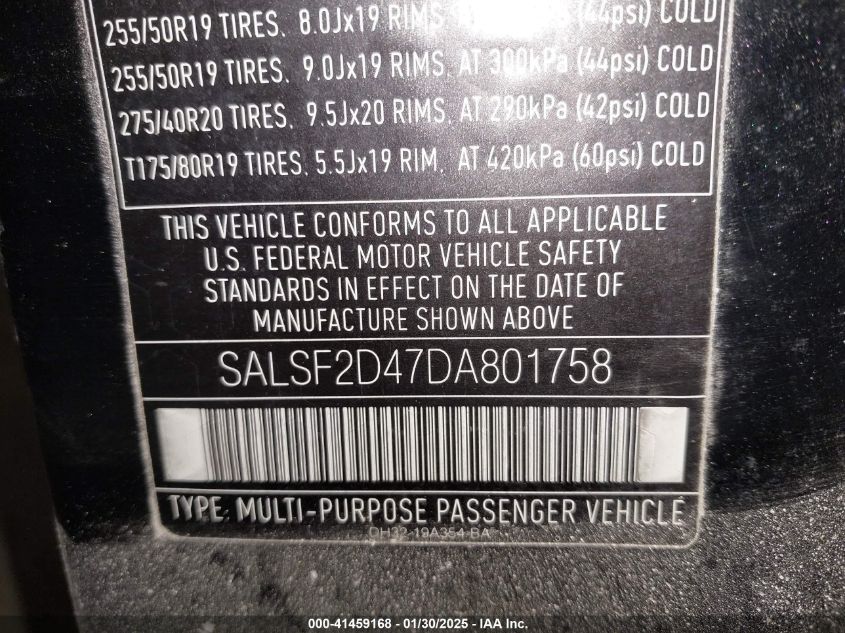 255/50R19 TIRES, 8.0Jx19 RIMS, (44psi) COLD
255/50R19 TIRES, 9.0Jx19 RIMS, AT 300kPa (44psi) COLD
275/40R20 TIRES, 9.5Jx20 RIMS, AT 290kPa (42psi) COLD
T175/80R19 TIRES, 5.5Jx19 RIM, AT 420kPa (60psi) COLD
THIS VEHICLE CONFORMS TO ALL APPLICABLE
U.S. FEDERAL MOTOR VEHICLE SAFETY
STANDARDS IN EFFECT ON THE DATE OF
MANUFACTURE SHOWN ABOVE
SALSF2D47DA801758
TYPE: MULTI-PURPOSE PASSENGER VEHICLE
DH32-19A354-BA
000-41459168 - 01/30/2025 - IAA Inc.